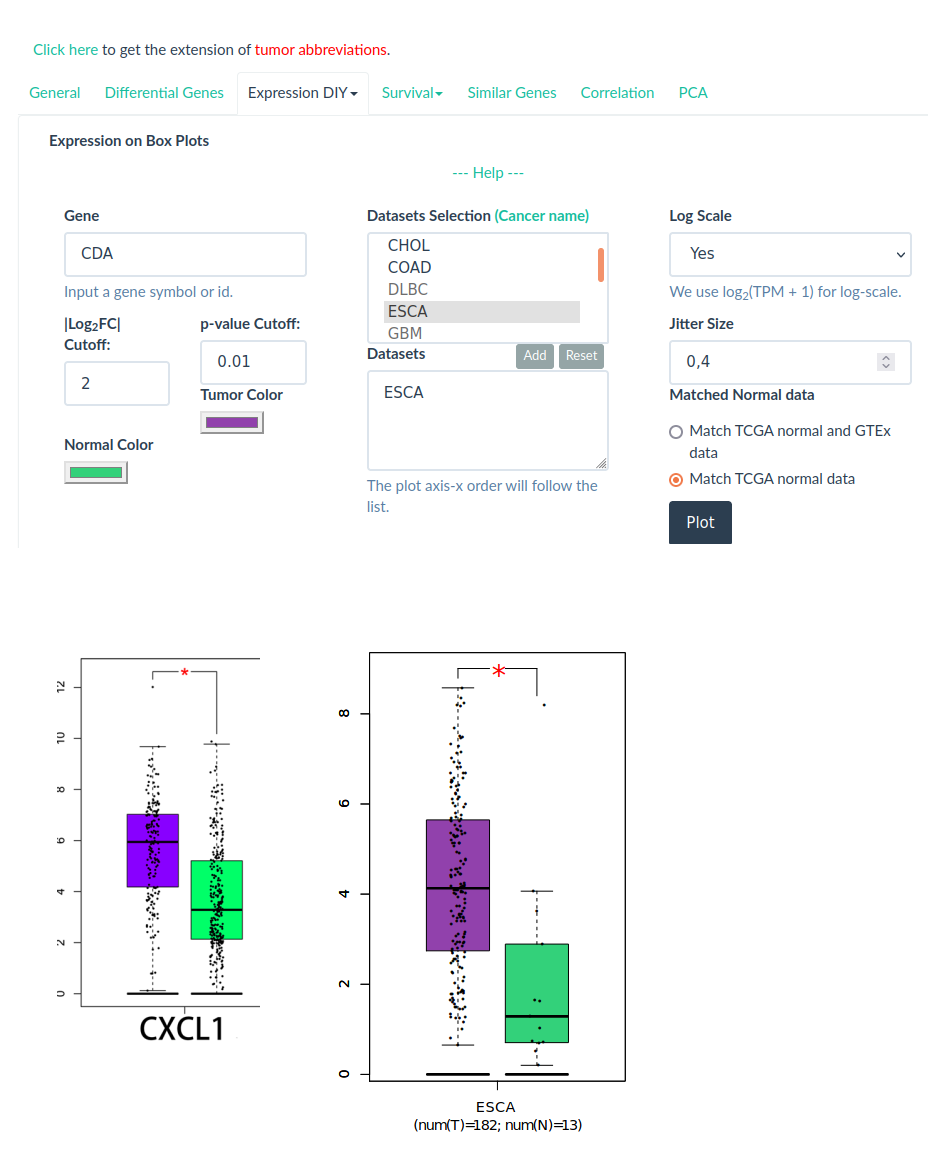 Click here to get the extension of tumor abbreviations.
General Differential Genes Expression DIY Survival Similar Genes Correlation PCA
Expression on Box Plots
--- Help ---
Gene
CDA
Input a gene symbol or id.
|Log2FC|
Cutoff:
2
p-value Cutoff:
0.01
Tumor Color
Normal Color
Datasets Selection (Cancer name)
CHOL
COAD
DLBC
ESCA
GBM
Datasets
Add Reset
ESCA
The plot axis-x order will follow the
list.
Log Scale
Yes
We use log2(TPM + 1) for log-scale.
Jitter Size
0,4
Matched Normal data
Match TCGA normal and GTEx
data
Match TCGA normal data
Plot
*
12
10
8
6
4
2
0
CXCL1
*
8
6
4
2
0
ESCA
(num(T)=182; num(N)=13)